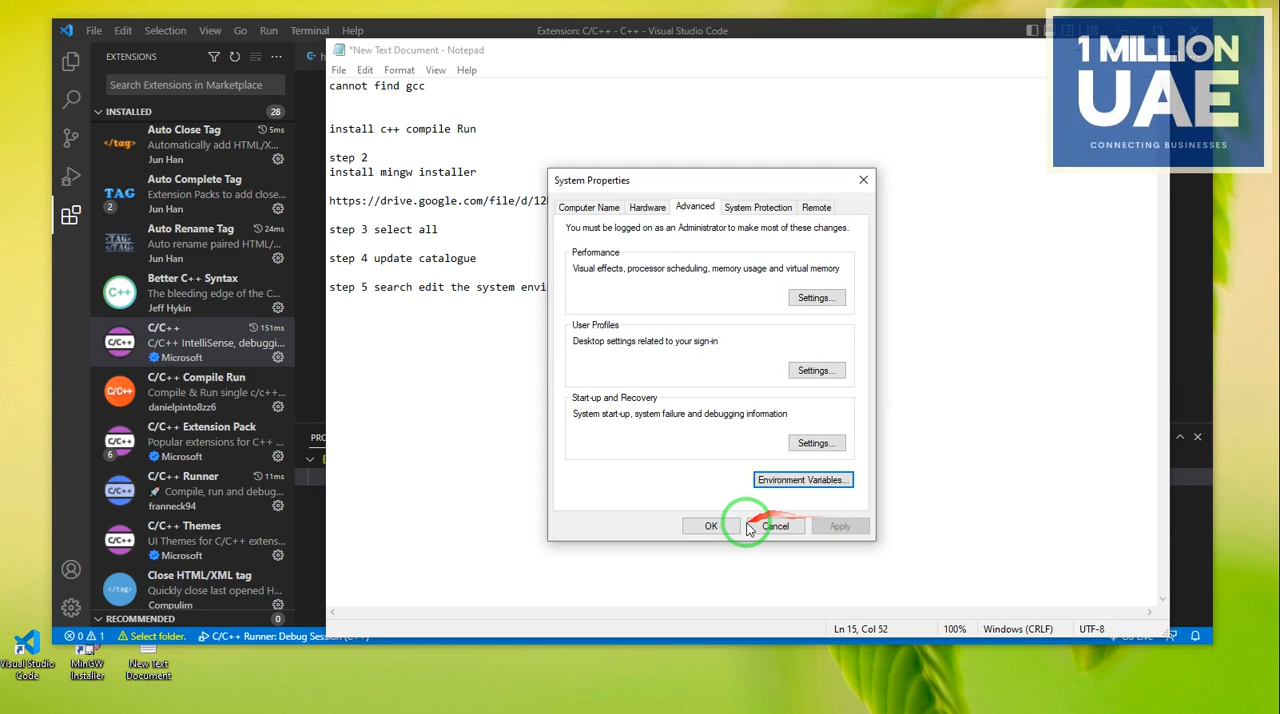 File Edit Selection View Go Run Terminal Help
Extension: C/C++ - C++ - Visual Studio Code
1 MILLION
UAE
CONNECTING BUSINESSES
EXTENSIONS
Search Extensions in Marketplace
INSTALLED 28
Auto Close Tag 5ms
Automatically add HTML/X...
Jun Han
Auto Complete Tag
Extension Packs to add close...
Jun Han
Auto Rename Tag 24ms
Auto rename paired HTML/...
Jun Han
Better C++ Syntax
The bleeding edge of the C...
Jeff Hykin
C/C++ 151ms
C/C++ IntelliSense, debuggi...
Microsoft
C/C++ Compile Run
Compile & Run single c/c++...
danielpinto8zz6
C/C++ Extension Pack
Popular extensions for C++ ...
Microsoft
C/C++ Runner 11ms
🚀 Compile, run and debug...
franneck94
C/C++ Themes
UI Themes for C/C++ exten...
Microsoft
Close HTML/XML tag
Quickly close last opened H...
Compulim
RECOMMENDED 0
*New Text Document - Notepad
File Edit Format View Help
cannot find gcc
install c++ compile Run
step 2
install mingw installer
https://drive.google.com/file/d/12
step 3 select all
step 4 update catalogue
step 5 search edit the system envi
System Properties
Computer Name Hardware Advanced System Protection Remote
You must be logged on as an Administrator to make most of these changes.
Performance
Visual effects, processor scheduling, memory usage and virtual memory
Settings...
User Profiles
Desktop settings related to your sign-in
Settings...
Start-up and Recovery
System start-up, system failure and debugging information
Settings...
Environment Variables...
OK Cancel Apply
PRO
Ln 15, Col 52 100% Windows (CRLF) UTF-8
0 1 Select folder. C/C++ Runner: Debug Session (C++)
Go Live
Visual Studio Code
MinGW Installer
New Text Document